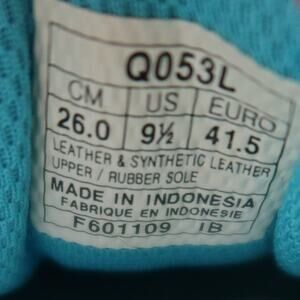 Q053L
CM US EURO
26.0 9½ 41.5
LEATHER & SYNTHETIC LEATHER
UPPER / RUBBER SOLE
MADE IN INDONESIA
FABRIQUE EN INDONESIE
F601109 IB